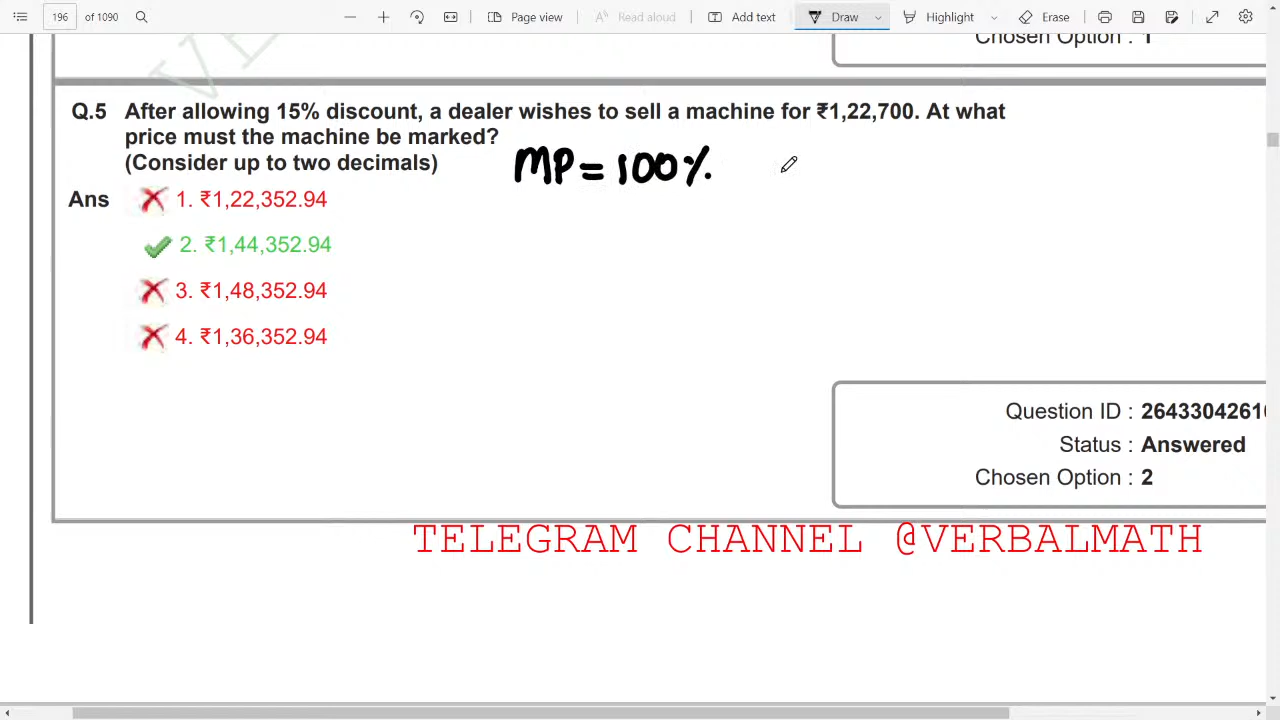 196 of 1090 Page view Read aloud Add text Draw Highlight Erase
Chosen Option : 1
Q.5 After allowing 15% discount, a dealer wishes to sell a machine for ₹1,22,700. At what
price must the machine be marked?
(Consider up to two decimals)
MP = 100%
Ans 1. ₹1,22,352.94
2. ₹1,44,352.94
3. ₹1,48,352.94
4. ₹1,36,352.94
Question ID : 2643304261
Status : Answered
Chosen Option : 2
TELEGRAM CHANNEL @VERBALMATH